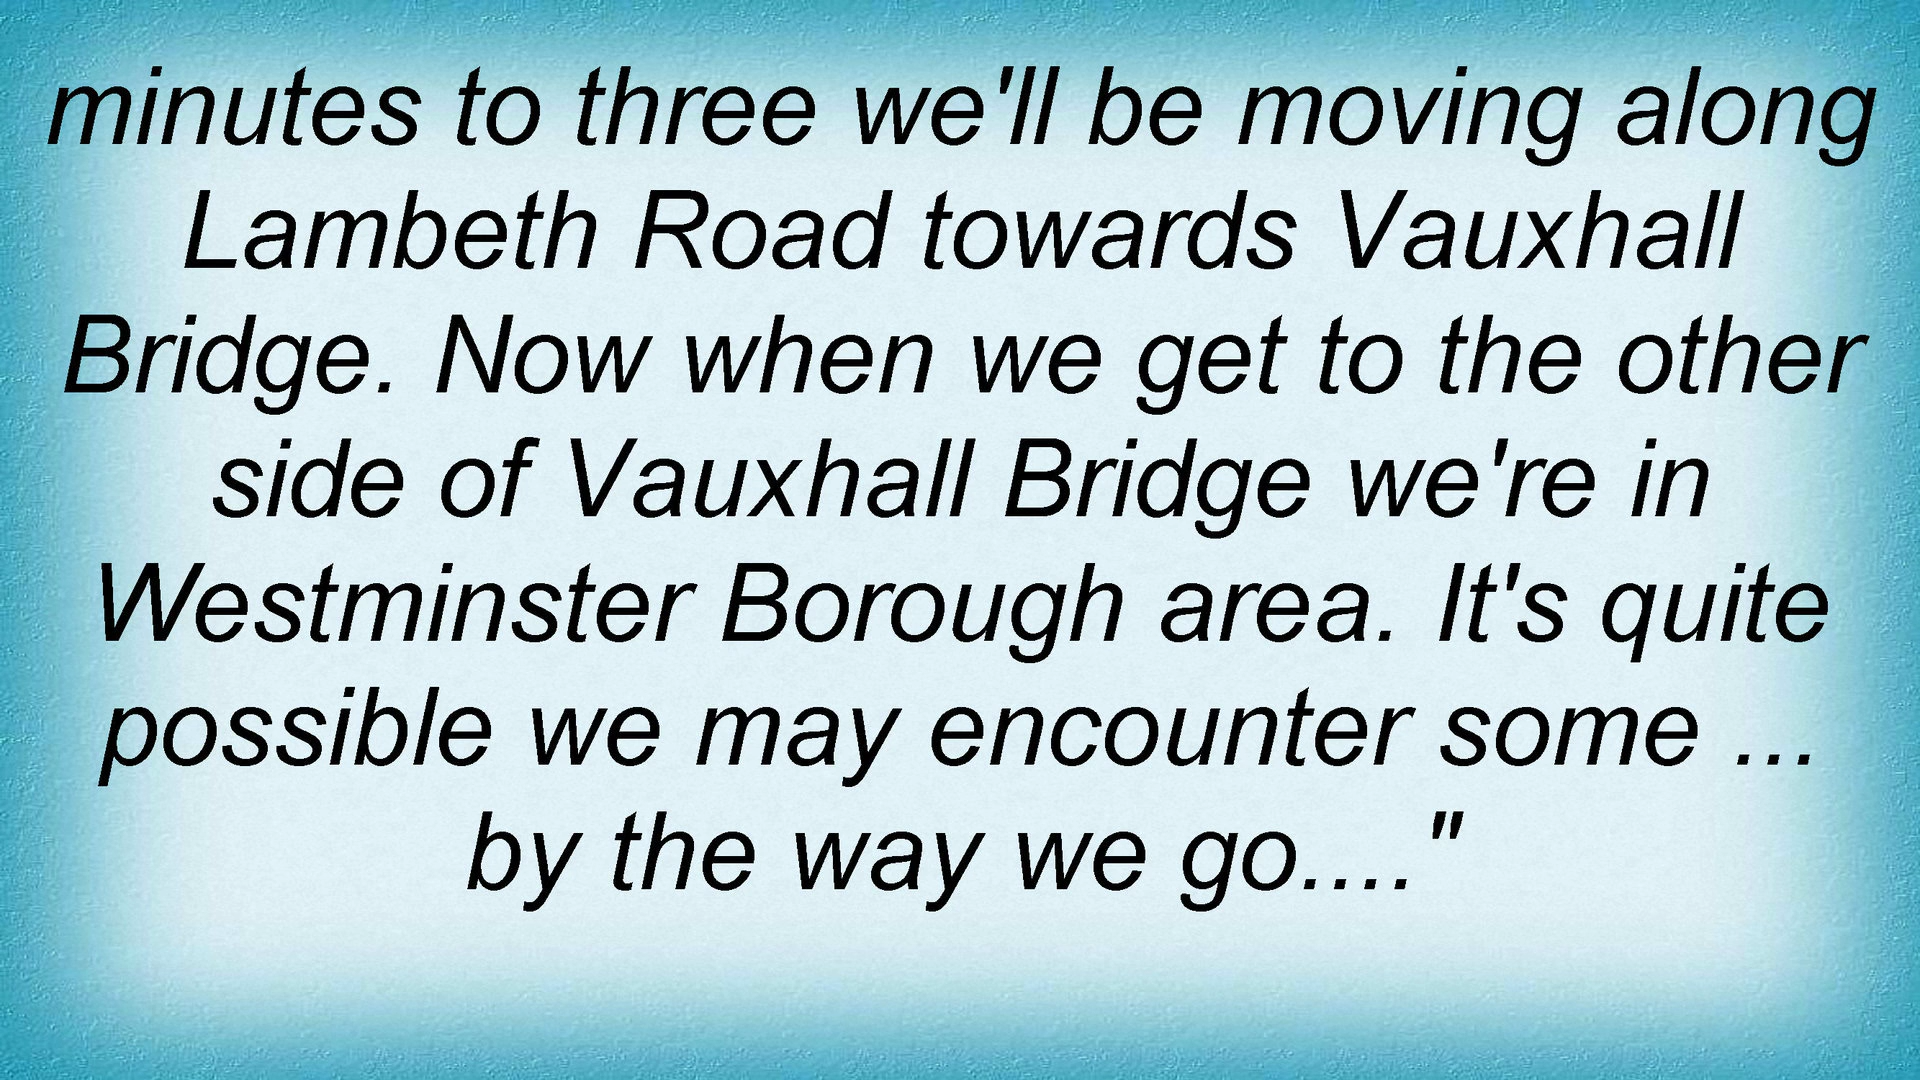 minutes to three we'll be moving along
Lambeth Road towards Vauxhall
Bridge. Now when we get to the other
side of Vauxhall Bridge we're in
Westminster Borough area. It's quite
possible we may encounter some ...
by the way we go...."